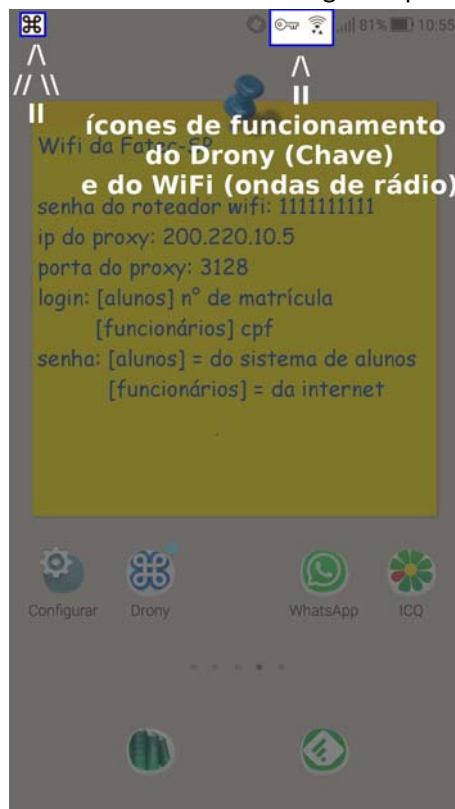 81% 10:55
ícones de funcionamento
do Drony (Chave)
e do WiFi (ondas de rádio)
Wifi da Fatec-SP
senha do roteador wifi: 1111111111
ip do proxy: 200.220.10.5
porta do proxy: 3128
login: [alunos] n° de matrícula
[funcionários] cpf
senha: [alunos] = do sistema de alunos
[funcionários] = da internet
Configurar Drony WhatsApp ICQ